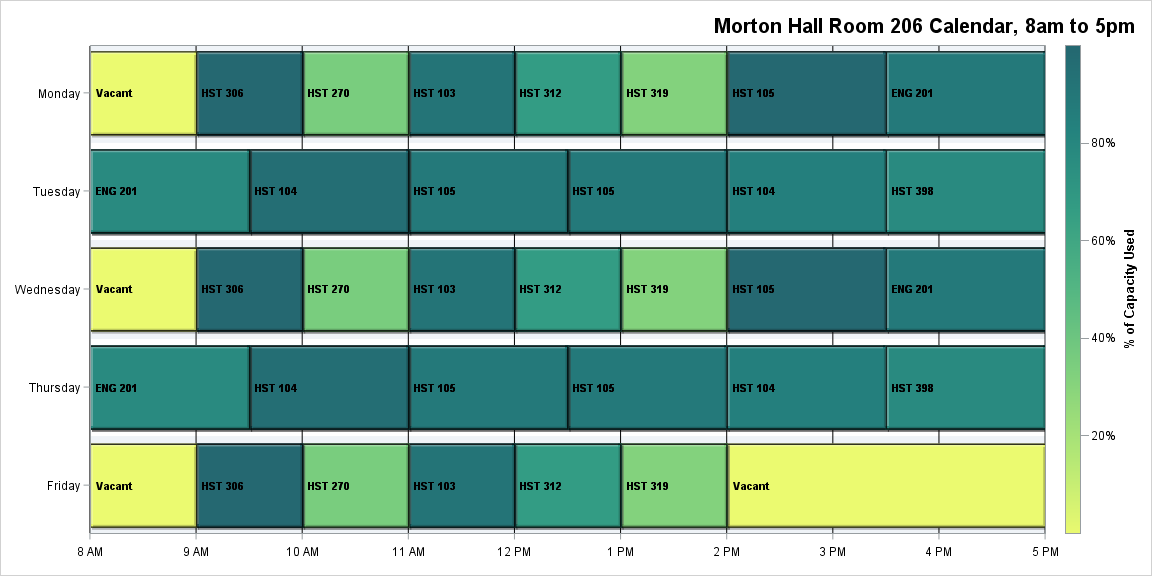 Morton Hall Room 206 Calendar, 8am to 5pm
Monday
Vacant
HST 306
HST 270
HST 103
HST 312
HST 319
HST 105
ENG 201
Tuesday
ENG 201
HST 104
HST 105
HST 105
HST 104
HST 398
Wednesday
Vacant
HST 306
HST 270
HST 103
HST 312
HST 319
HST 105
ENG 201
Thursday
ENG 201
HST 104
HST 105
HST 105
HST 104
HST 398
Friday
Vacant
HST 306
HST 270
HST 103
HST 312
HST 319
Vacant
8 AM
9 AM
10 AM
11 AM
12 PM
1 PM
2 PM
3 PM
4 PM
5 PM
80%
60%
40%
20%
% of Capacity Used